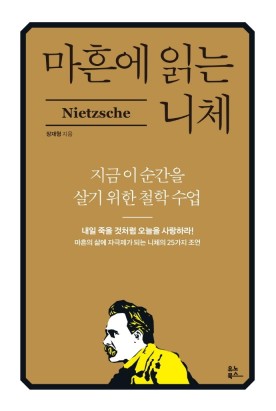 마흔에 읽는
Nietzsche
니체
장재형 지음
지금 이 순간을
살기 위한 철학 수업
내일 죽을 것처럼 오늘을 사랑하라!
마흔의 삶에 자극제가 되는 니체의 25가지 조언
유노
북스